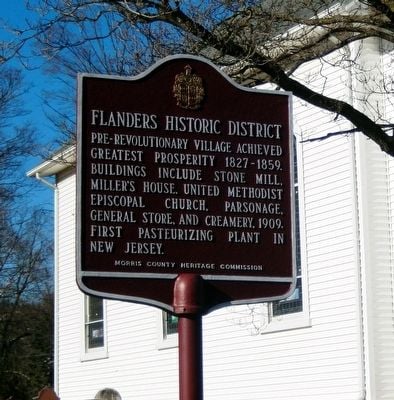 FLANDERS HISTORIC DISTRICT
PRE-REVOLUTIONARY VILLAGE ACHIEVED
GREATEST PROSPERITY 1827-1859.
BUILDINGS INCLUDE STONE MILL,
MILLER'S HOUSE, UNITED METHODIST
EPISCOPAL CHURCH, PARSONAGE,
GENERAL STORE, AND CREAMERY, 1909.
FIRST PASTEURIZING PLANT IN
NEW JERSEY.
MORRIS COUNTY HERITAGE COMMISSION